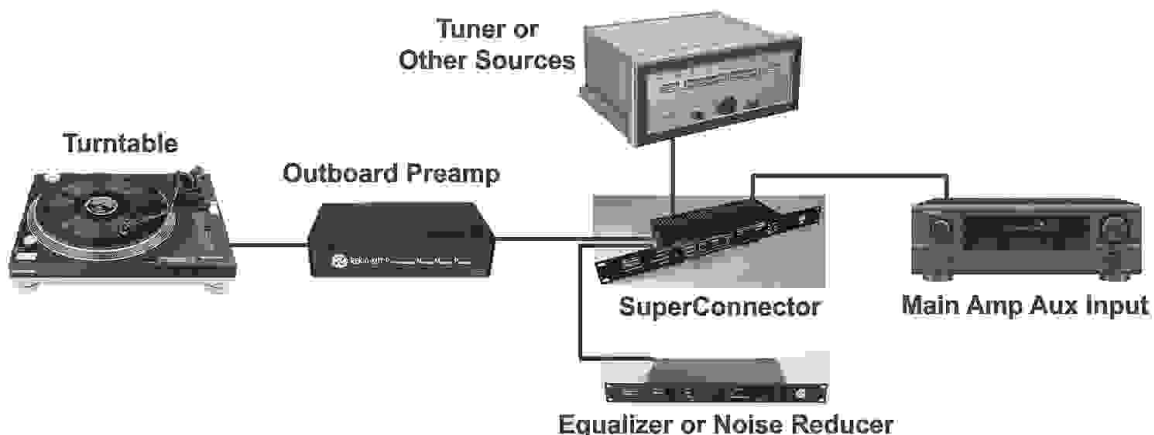 Tuner or
Other Sources
Turntable
Outboard Preamp
SuperConnector
Main Amp Aux Input
Equalizer or Noise Reducer